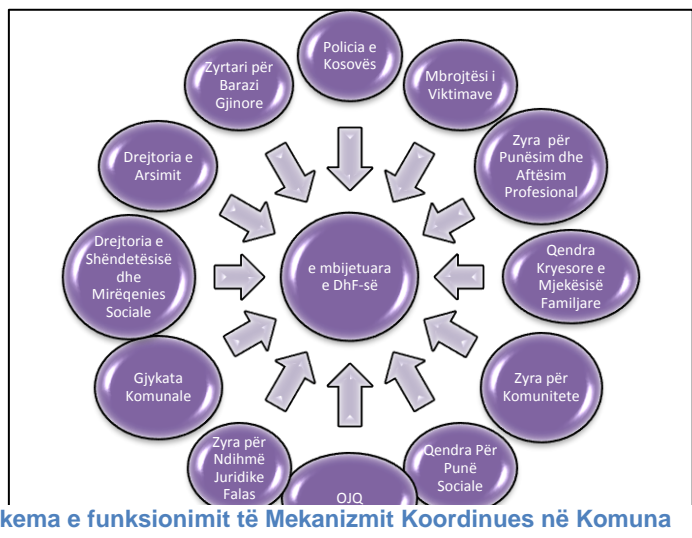 Policia e
Kosovës
Mbrojtësi i
Viktimave
Zyra për
Punësim dhe
Aftësim
Profesional
Qendra
Kryesore e
Mjekësisë
Familjare
Zyra për
Komunitete
Qendra Për
Punë
Sociale
OJQ
Zyra për
Ndihmë
Juridike
Falas
Gjykata
Komunale
Drejtoria e
Shëndetësisë
dhe
Mirëqenies
Sociale
Drejtoria e
Arsimit
Zyrtari për
Barazi
Gjinore
e mbijetuara
e DhF-së
kema e funksionimit të Mekanizmit Koordinues në Komuna